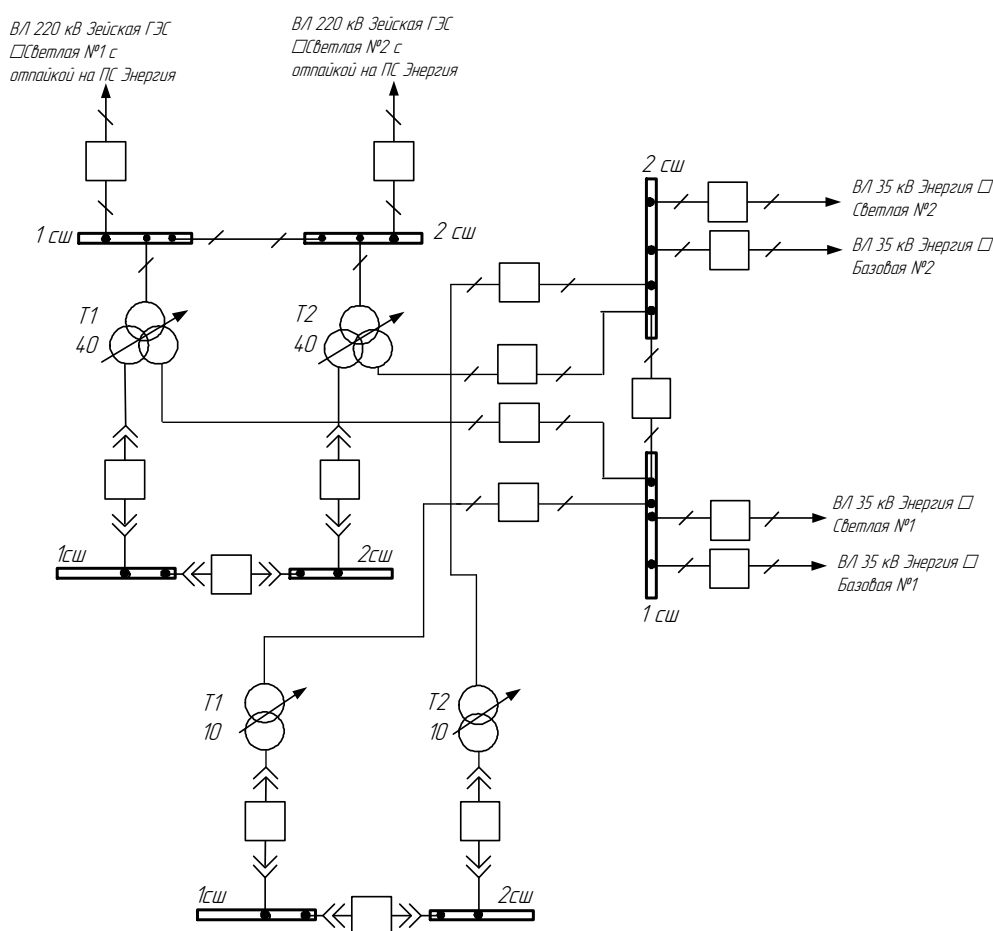 ВЛ 220 кВ Зейская ГЭС
□Светлая №1 с
отпайкой на ПС Энергия
ВЛ 220 кВ Зейская ГЭС
□Светлая №2 с
отпайкой на ПС Энергия
2 сш
ВЛ 35 кВ Энергия □
Светлая №2
1 сш
2 сш
ВЛ 35 кВ Энергия □
Базовая №2
Т1
40
Т2
40
1сш
2сш
ВЛ 35 кВ Энергия □
Светлая №1
ВЛ 35 кВ Энергия □
Базовая №1
1 сш
Т1
10
Т2
10
1сш
2сш